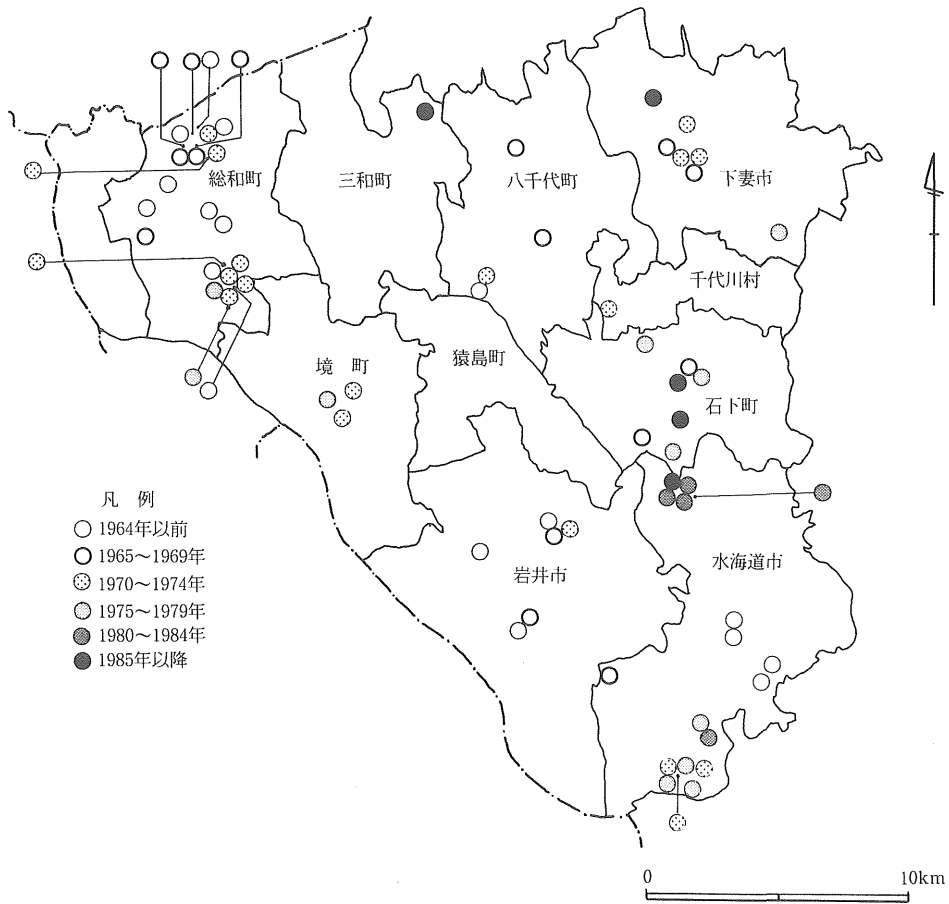 総和町
三和町
八千代町
下妻市
千代川村
境 町
猿島町
石下町
岩井市
水海道市
凡 例
1964年以前
1965~1969年
1970~1974年
1975~1979年
1980~1984年
1985年以降
0 10km